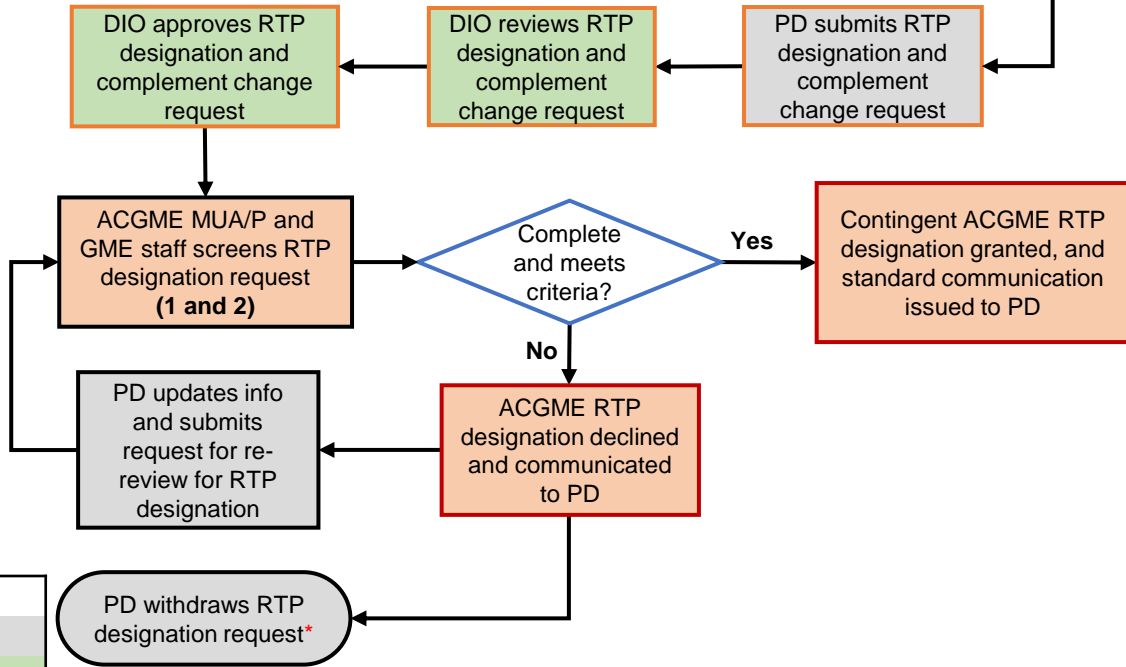 DIO approves RTP
designation and
complement change
request
DIO reviews RTP
designation and
complement
change request
PD submits RTP
designation and
complement
change request
ACGME MUA/P and
GME staff screens RTP
designation request
(1 and 2)
Complete
and meets
criteria?
Yes
Contingent ACGME RTP
designation granted, and
standard communication
issued to PD
No
PD updates info
and submits
request for re-
review for RTP
designation
ACGME RTP
designation declined
and communicated
to PD
PD withdraws RTP
designation request*